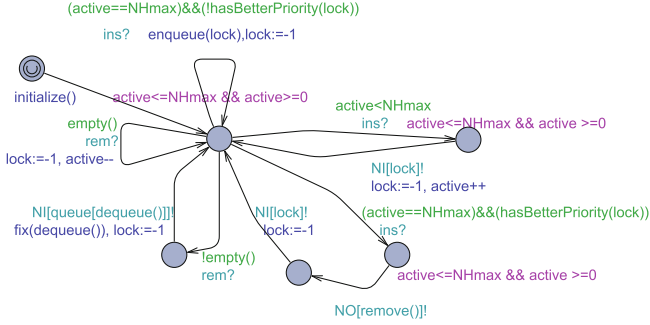 (active==NHmax)&&(!hasBetterPriority(lock))
ins? enqueue(lock),lock:=-1
initialize()
active<=NHmax && active>=0
active<NHmax
ins?
active<=NHmax && active >=0
empty()
rem?
lock:=-1, active--
NI[lock]!
lock:=-1, active++
NI[queue[dequeue()]]!
fix(dequeue()), lock:=-1
NI[lock]!
lock:=-1
(active==NHmax)&&(hasBetterPriority(lock))
ins?
!empty()
rem?
active<=NHmax && active >=0
NO[remove()]!